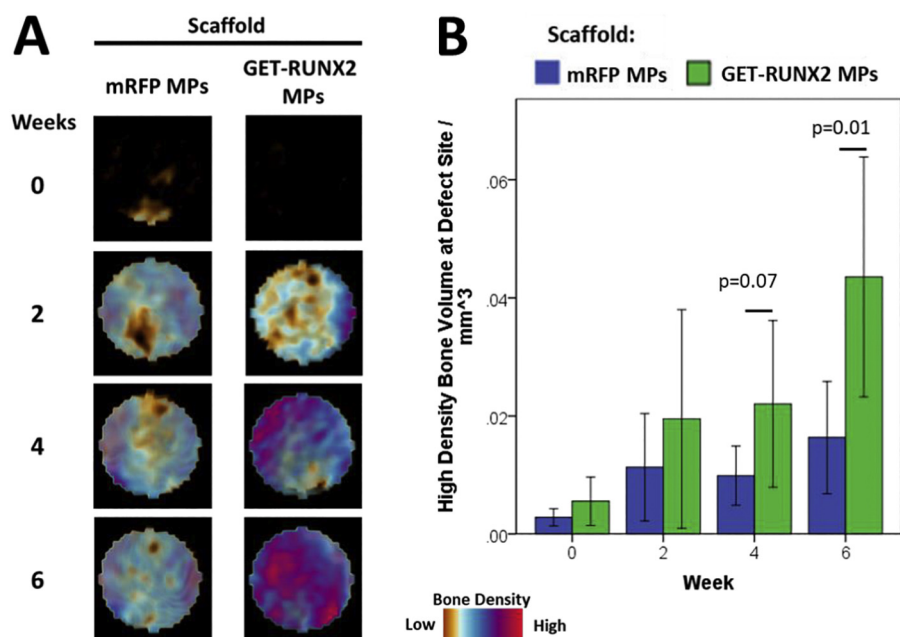 A
Scaffold
mRFP MPs
GET-RUNX2
MPs
Weeks
0
2
4
6
B
Scaffold:
mRFP MPs
GET-RUNX2 MPs
High Density Bone Volume at Defect Site /
mm^3
.06
.04
.02
.00
p=0.07
p=0.01
0
2
4
6
Week
Bone Density
Low
High